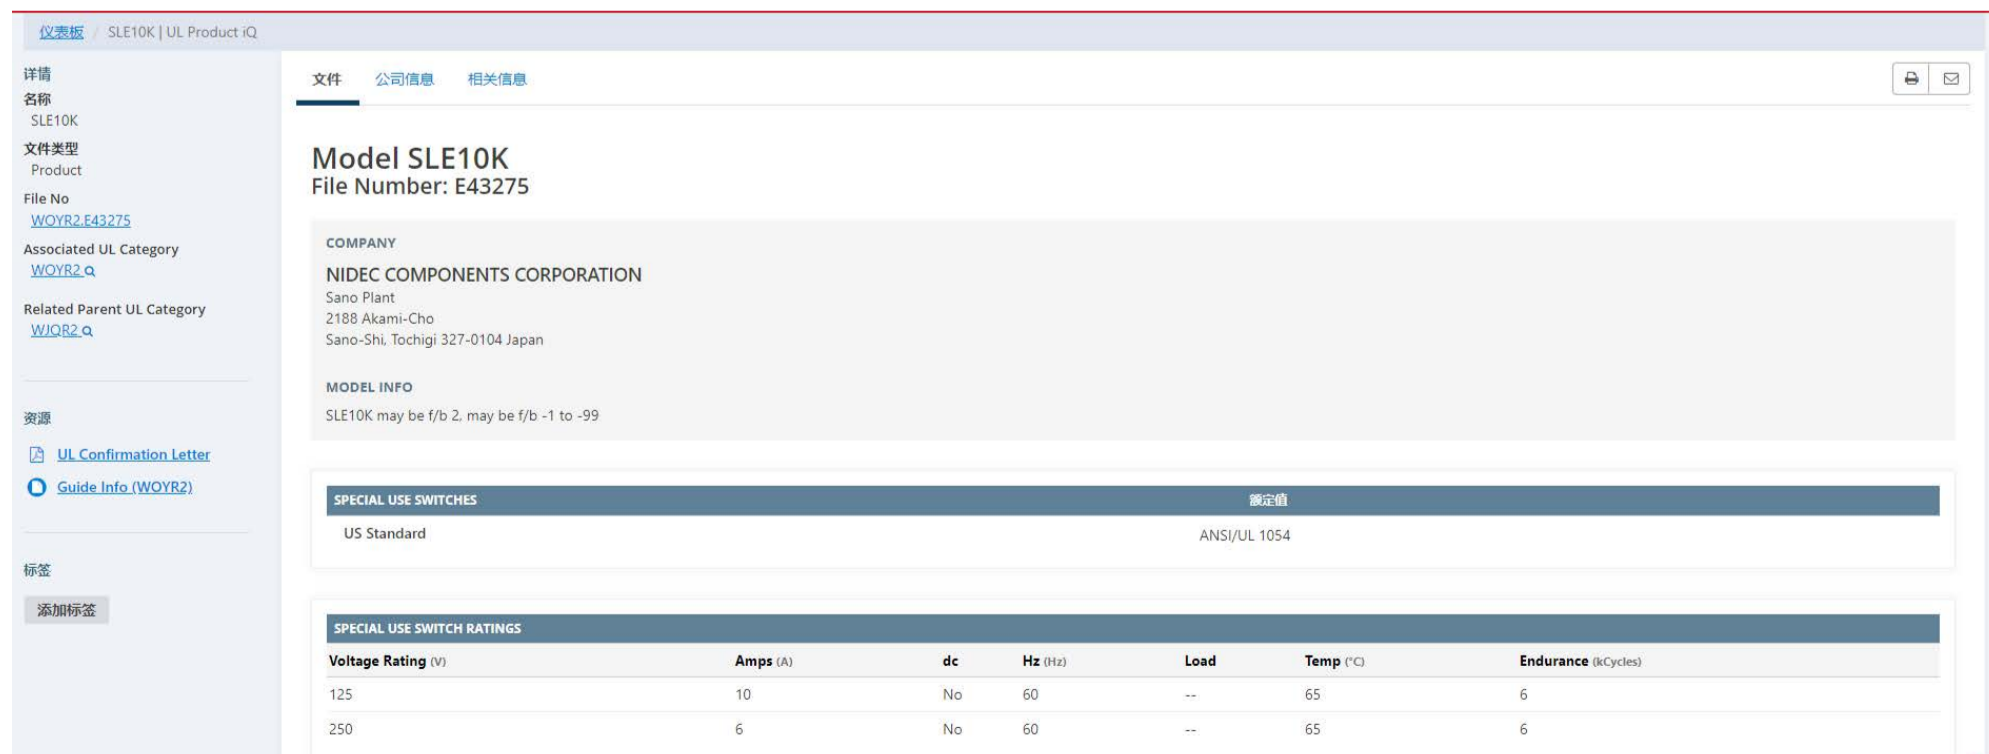 仪表板 / SLE10K | UL Product iQ
详情
名称
SLE10K
文件类型
Product
File No
WOYR2.E43275
Associated UL Category
WOYR2
Related Parent UL Category
WJQR2
资源
UL Confirmation Letter
Guide Info (WOYR2)
标签
添加标签
文件 公司信息 相关信息
Model SLE10K
File Number: E43275
COMPANY
NIDEC COMPONENTS CORPORATION
Sano Plant
2188 Akami-Cho
Sano-Shi, Tochigi 327-0104 Japan
MODEL INFO
SLE10K may be f/b 2, may be f/b -1 to -99
SPECIAL USE SWITCHES 额定值
US Standard ANSI/UL 1054
SPECIAL USE SWITCH RATINGS
Voltage Rating (V) Amps (A) dc Hz (Hz) Load Temp (°C) Endurance (kCycles)
125 10 No 60 -- 65 6
250 6 No 60 -- 65 6